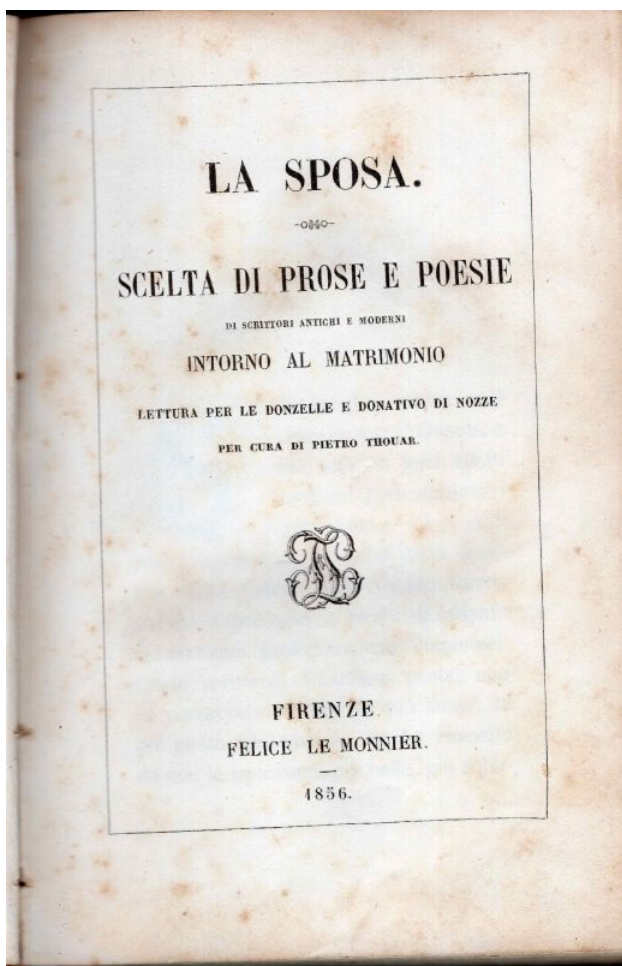 LA SPOSA.
SCELTA DI PROSE E POESIE
DI SCRITTORI ANTICHI E MODERNI
INTORNO AL MATRIMONIO
LETTURA PER LE DONZELLE E DONATIVO DI NOZZE
PER CURA DI PIETRO THOUAR.
FIRENZE
FELICE LE MONNIER.
1856.